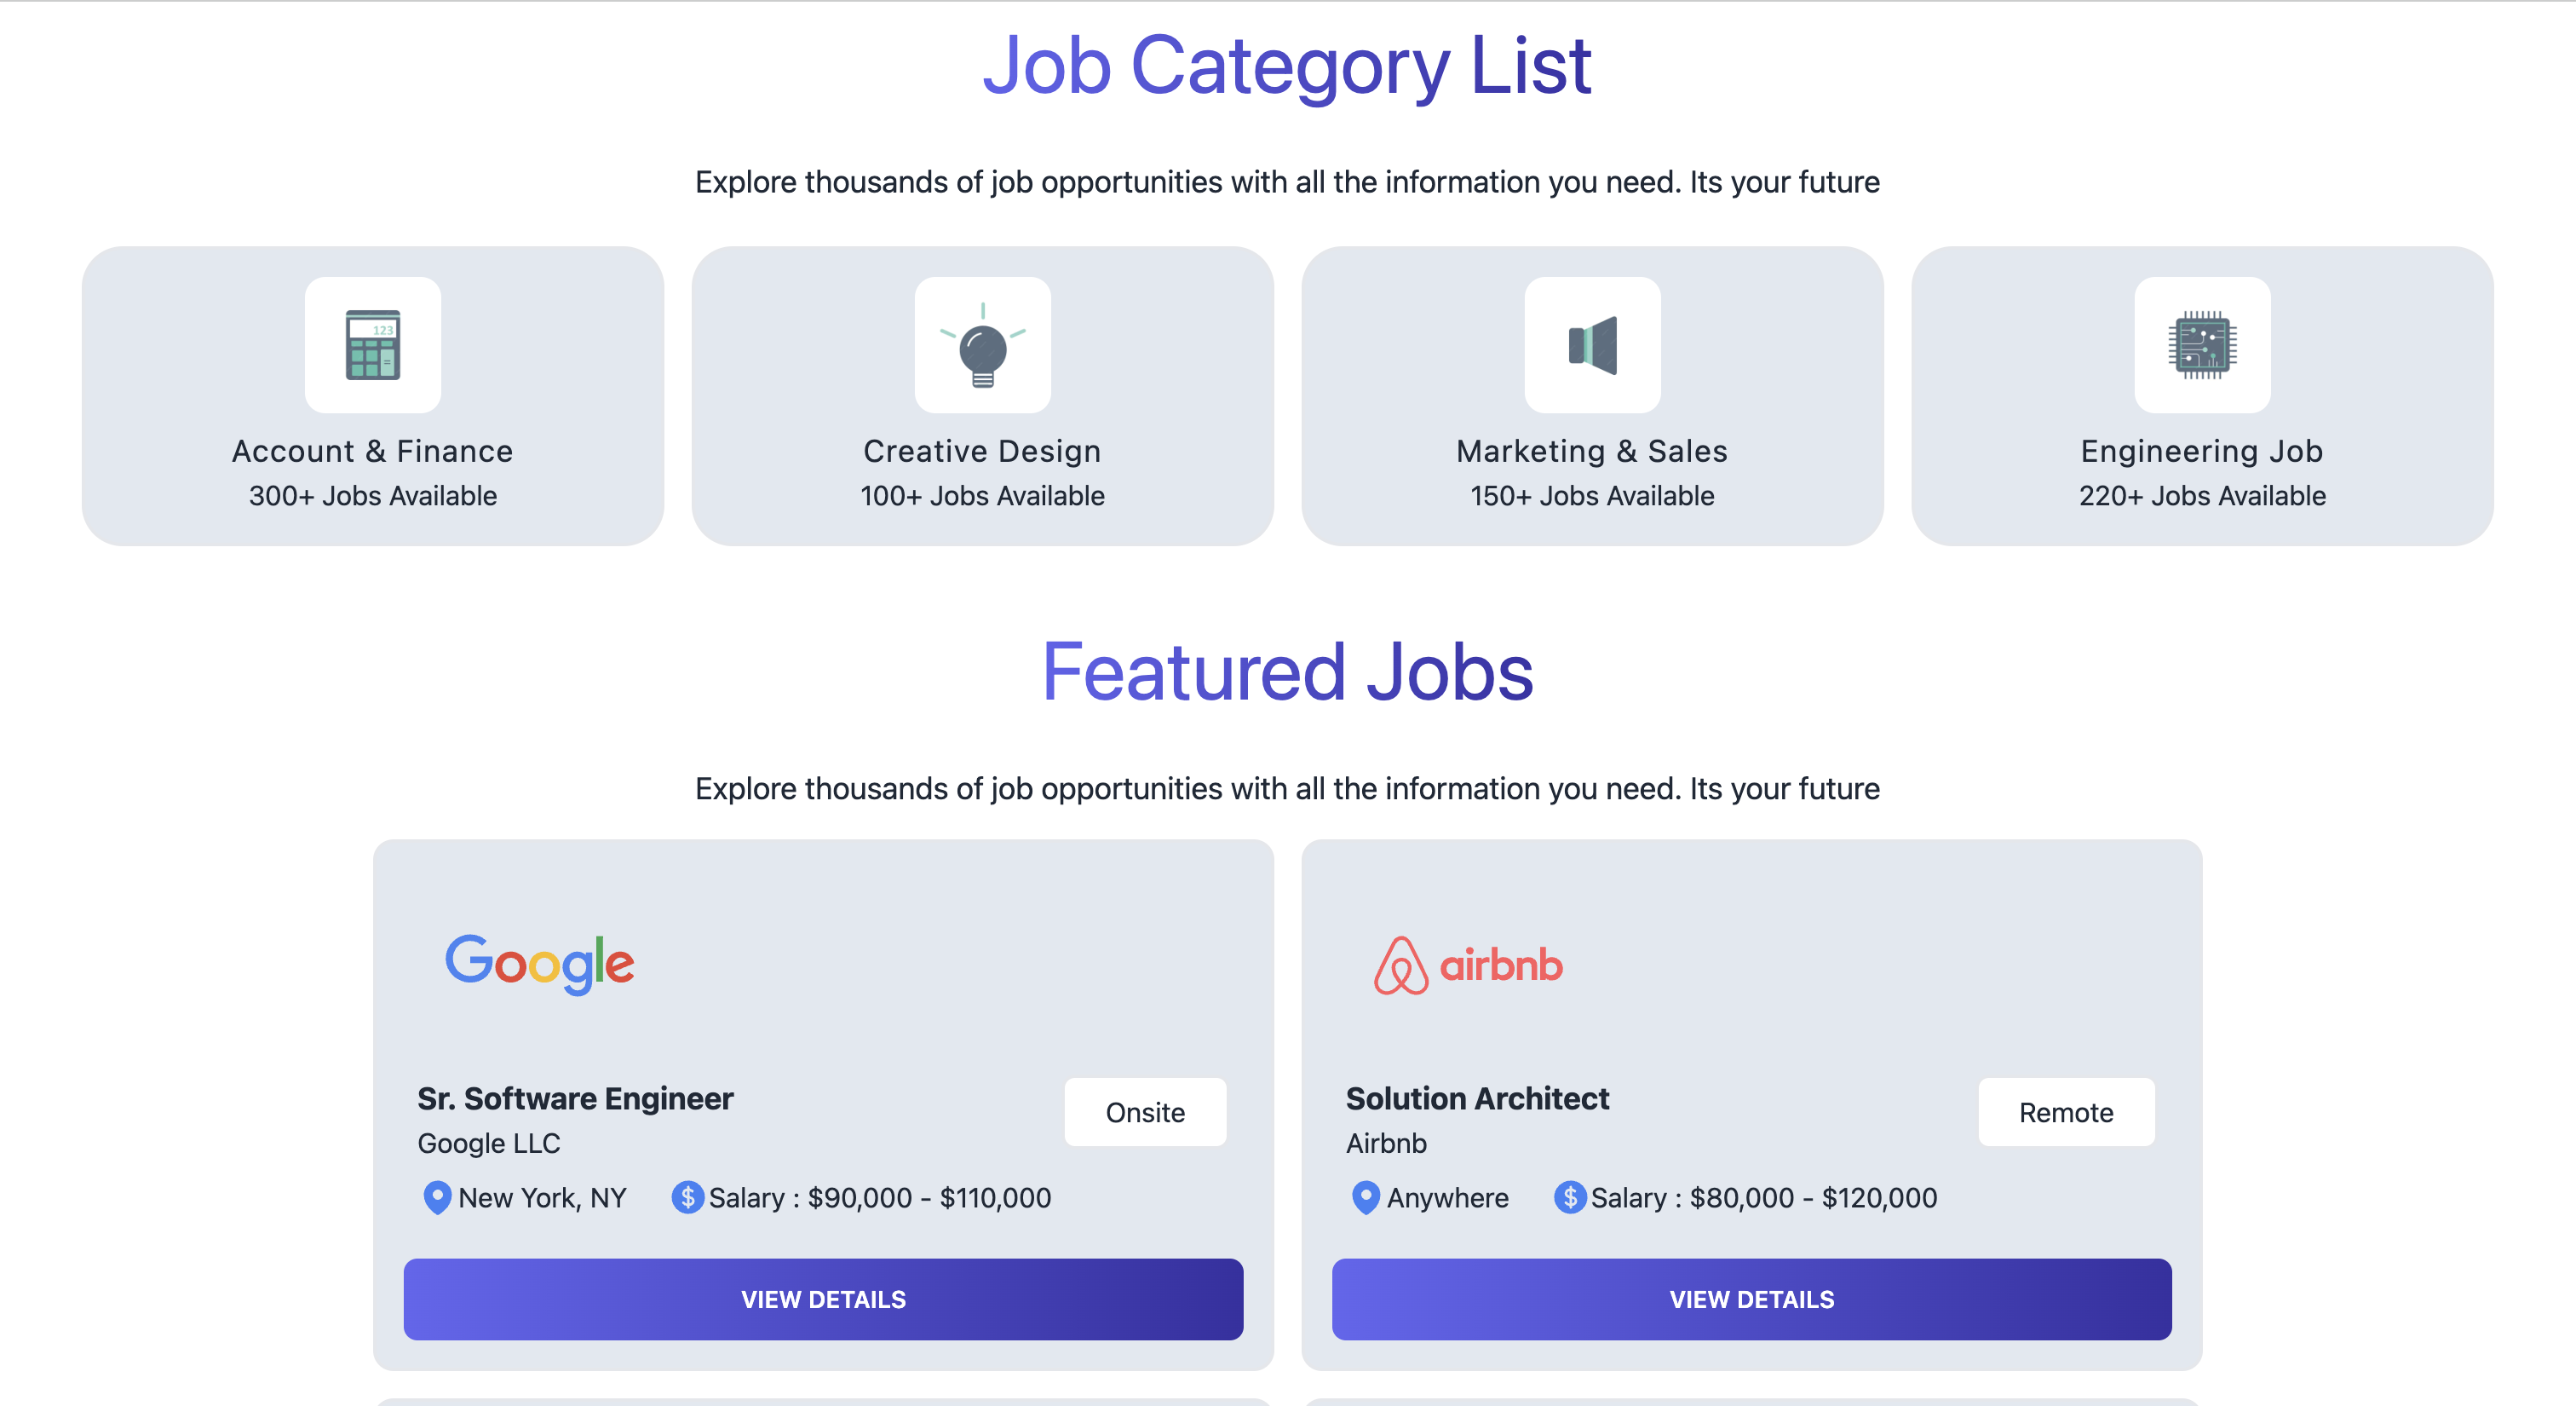 Job Category List
Explore thousands of job opportunities with all the information you need. Its your future
123
=
Account & Finance
300+ Jobs Available
Creative Design
100+ Jobs Available
Marketing & Sales
150+ Jobs Available
Engineering Job
220+ Jobs Available
Featured Jobs
Explore thousands of job opportunities with all the information you need. Its your future
Google
Sr. Software Engineer
Onsite
Google LLC
New York, NY
$ Salary : $90,000 - $110,000
VIEW DETAILS
airbnb
Solution Architect
Remote
Airbnb
Anywhere
$ Salary : $80,000 - $120,000
VIEW DETAILS